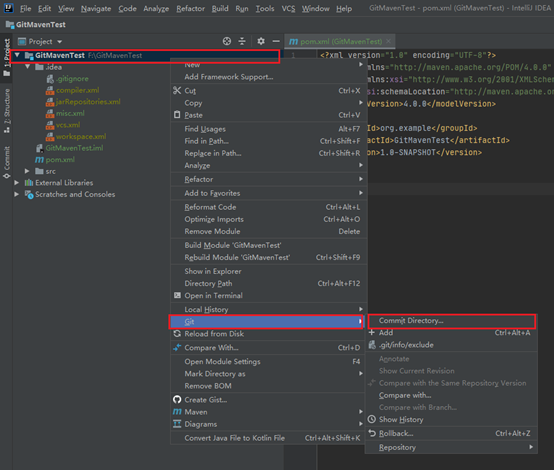 File Edit View Navigate Code Analyze Refactor Build Run Tools Git Window Help GitMavenTest - pom.xml (GitMavenTest) - IntelliJ IDEA
GitMavenTest
1: Project
Z: Structure
Commit
Project
pom.xml (GitMavenTest)
GitMavenTest F:\GitMavenTest
.idea
.gitignore
compiler.xml
jarRepositories.xml
misc.xml
vcs.xml
workspace.xml
GitMavenTest.iml
pom.xml
src
External Libraries
Scratches and Consoles
1
<?xml version="1.0" encoding="UTF-8"?>
xmlns="http://maven.apache.org/POM/4.0.0"
xmlns:xsi="http://www.w3.org/2001/XMLSchem
xsi:schemaLocation="http://maven.apache.o
Version>4.0.0</modelVersion>
Id>org.example</groupId>
factId>GitMavenTest</artifactId>
on>1.0-SNAPSHOT</version>
New
Add Framework Support...
Cut Ctrl+X
Copy
Paste Ctrl+V
Find Usages Alt+F7
Find in Path... Ctrl+Shift+F
Replace in Path... Ctrl+Shift+R
Analyze
Refactor
Add to Favorites
Reformat Code Ctrl+Alt+L
Optimize Imports Ctrl+Alt+O
Remove Module Delete
Build Module 'GitMavenTest'
Rebuild Module 'GitMavenTest' Ctrl+Shift+F9
Show in Explorer
Directory Path Ctrl+Alt+F12
Open in Terminal
Local History
Git
Reload from Disk
Compare With... Ctrl+D
Open Module Settings F4
Mark Directory as
Remove BOM
Create Gist...
Maven
Diagrams
Convert Java File to Kotlin File Ctrl+Alt+Shift+K
Commit Directory...
Add Ctrl+Alt+A
.git/info/exclude
Annotate
Show Current Revision
Compare with the Same Repository Version
Compare with...
Compare with Branch...
Show History
Rollback... Ctrl+Alt+Z
Repository